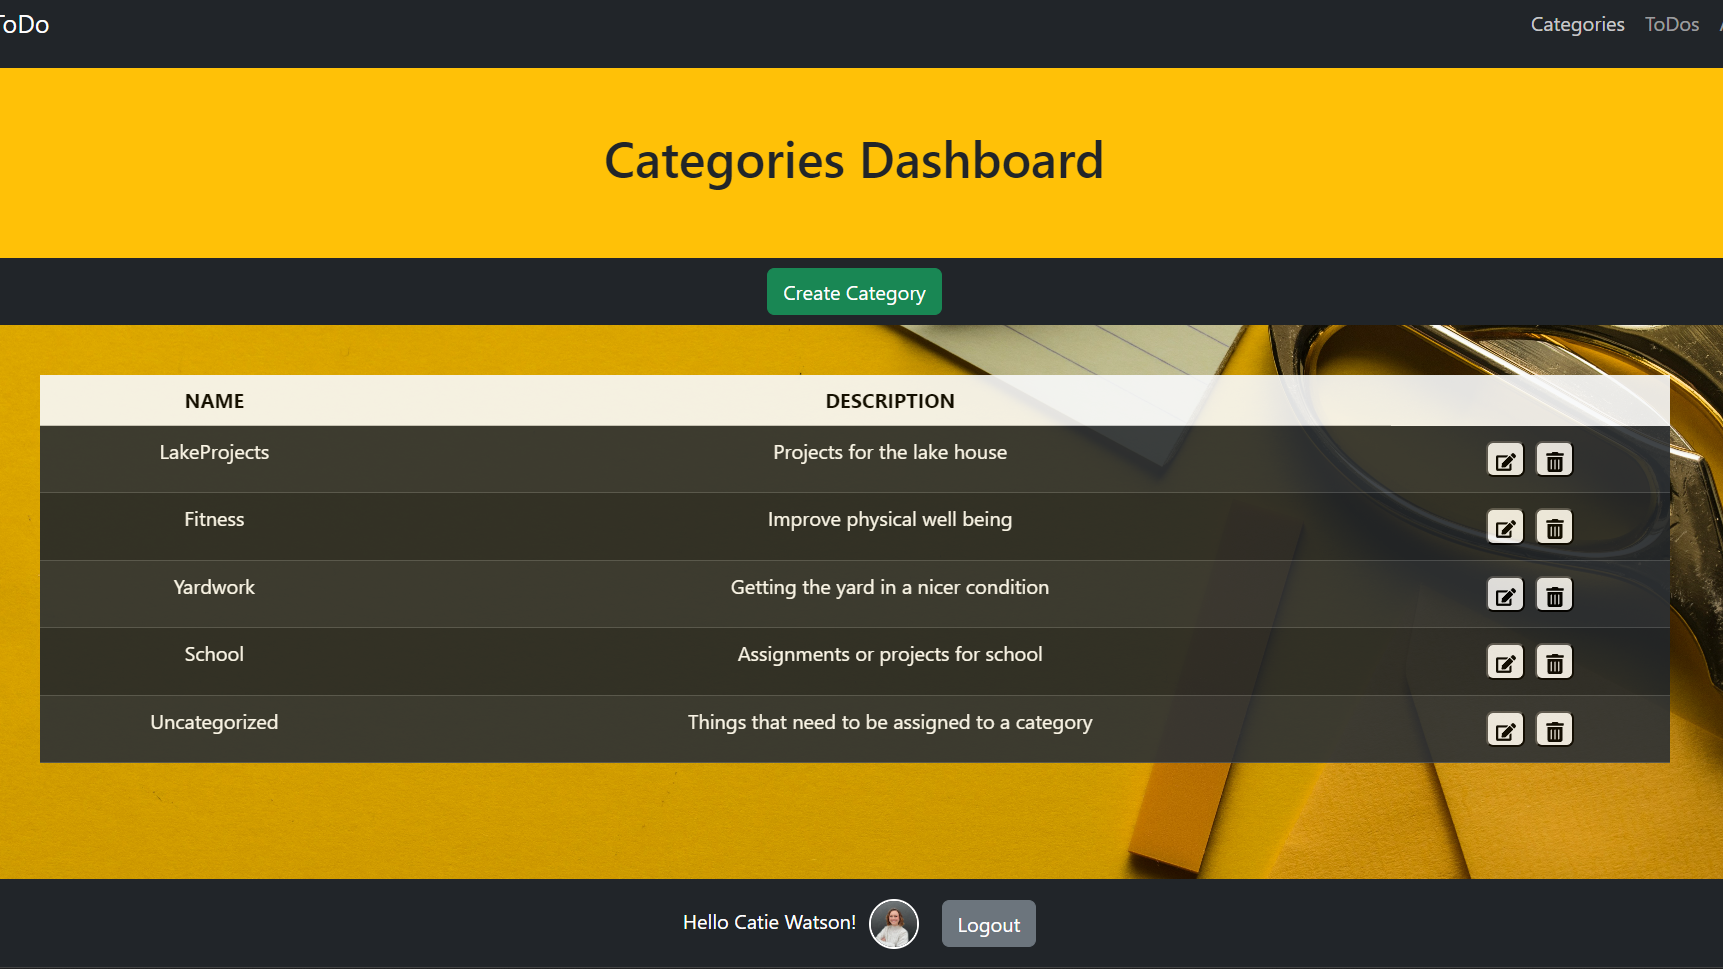 ToDo
Categories ToDos
Categories Dashboard
Create Category
NAME DESCRIPTION
LakeProjects Projects for the lake house
Fitness Improve physical well being
Yardwork Getting the yard in a nicer condition
School Assignments or projects for school
Uncategorized Things that need to be assigned to a category
Hello Catie Watson! Logout